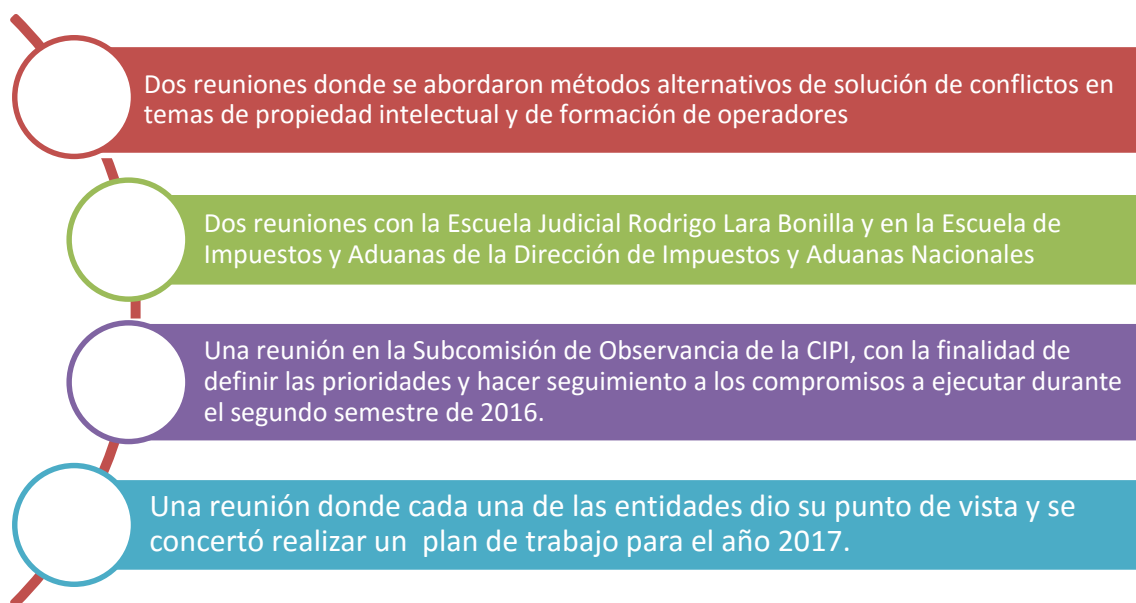 Dos reuniones donde se abordaron métodos alternativos de solución de conflictos en
temas de propiedad intelectual y de formación de operadores
Dos reuniones con la Escuela Judicial Rodrigo Lara Bonilla y en la Escuela de
Impuestos y Aduanas de la Dirección de Impuestos y Aduanas Nacionales
Una reunión en la Subcomisión de Observancia de la CIPI, con la finalidad de
definir las prioridades y hacer seguimiento a los compromisos a ejecutar durante
el segundo semestre de 2016.
Una reunión donde cada una de las entidades dio su punto de vista y se
concertó realizar un plan de trabajo para el año 2017.